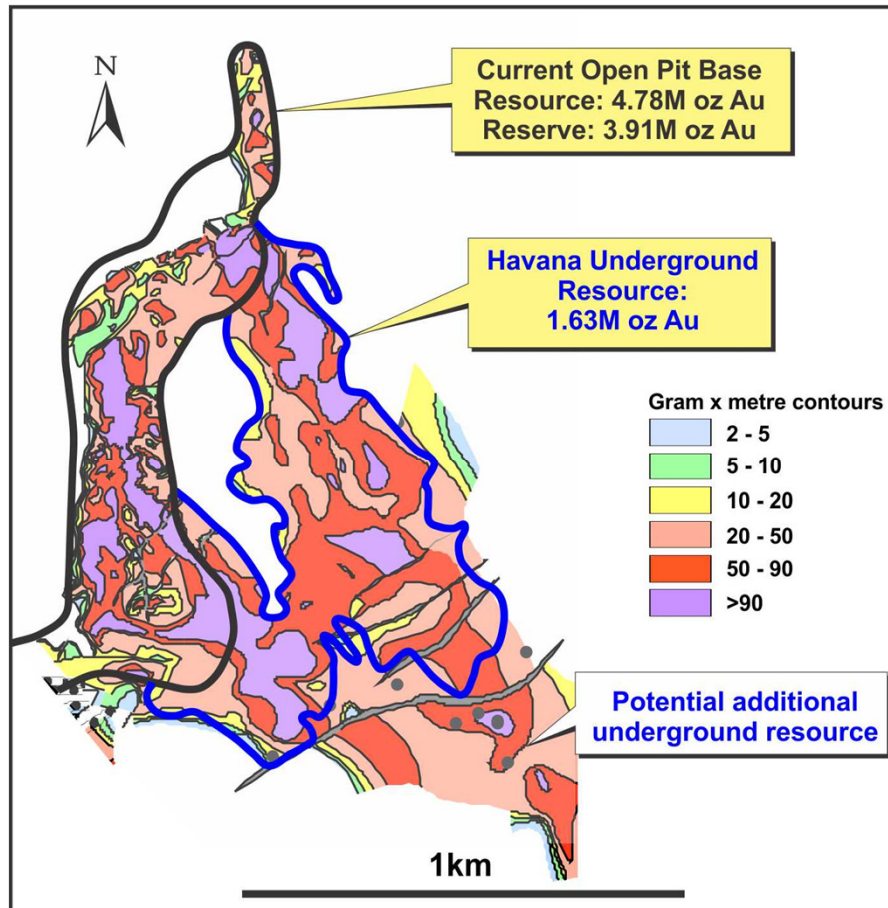 N
Current Open Pit Base
Resource: 4.78M oz Au
Reserve: 3.91M oz Au
Havana Underground
Resource:
1.63M oz Au
Gram x metre contours
2 - 5
5 - 10
10 - 20
20 - 50
50 - 90
>90
Potential additional
underground resource
1km